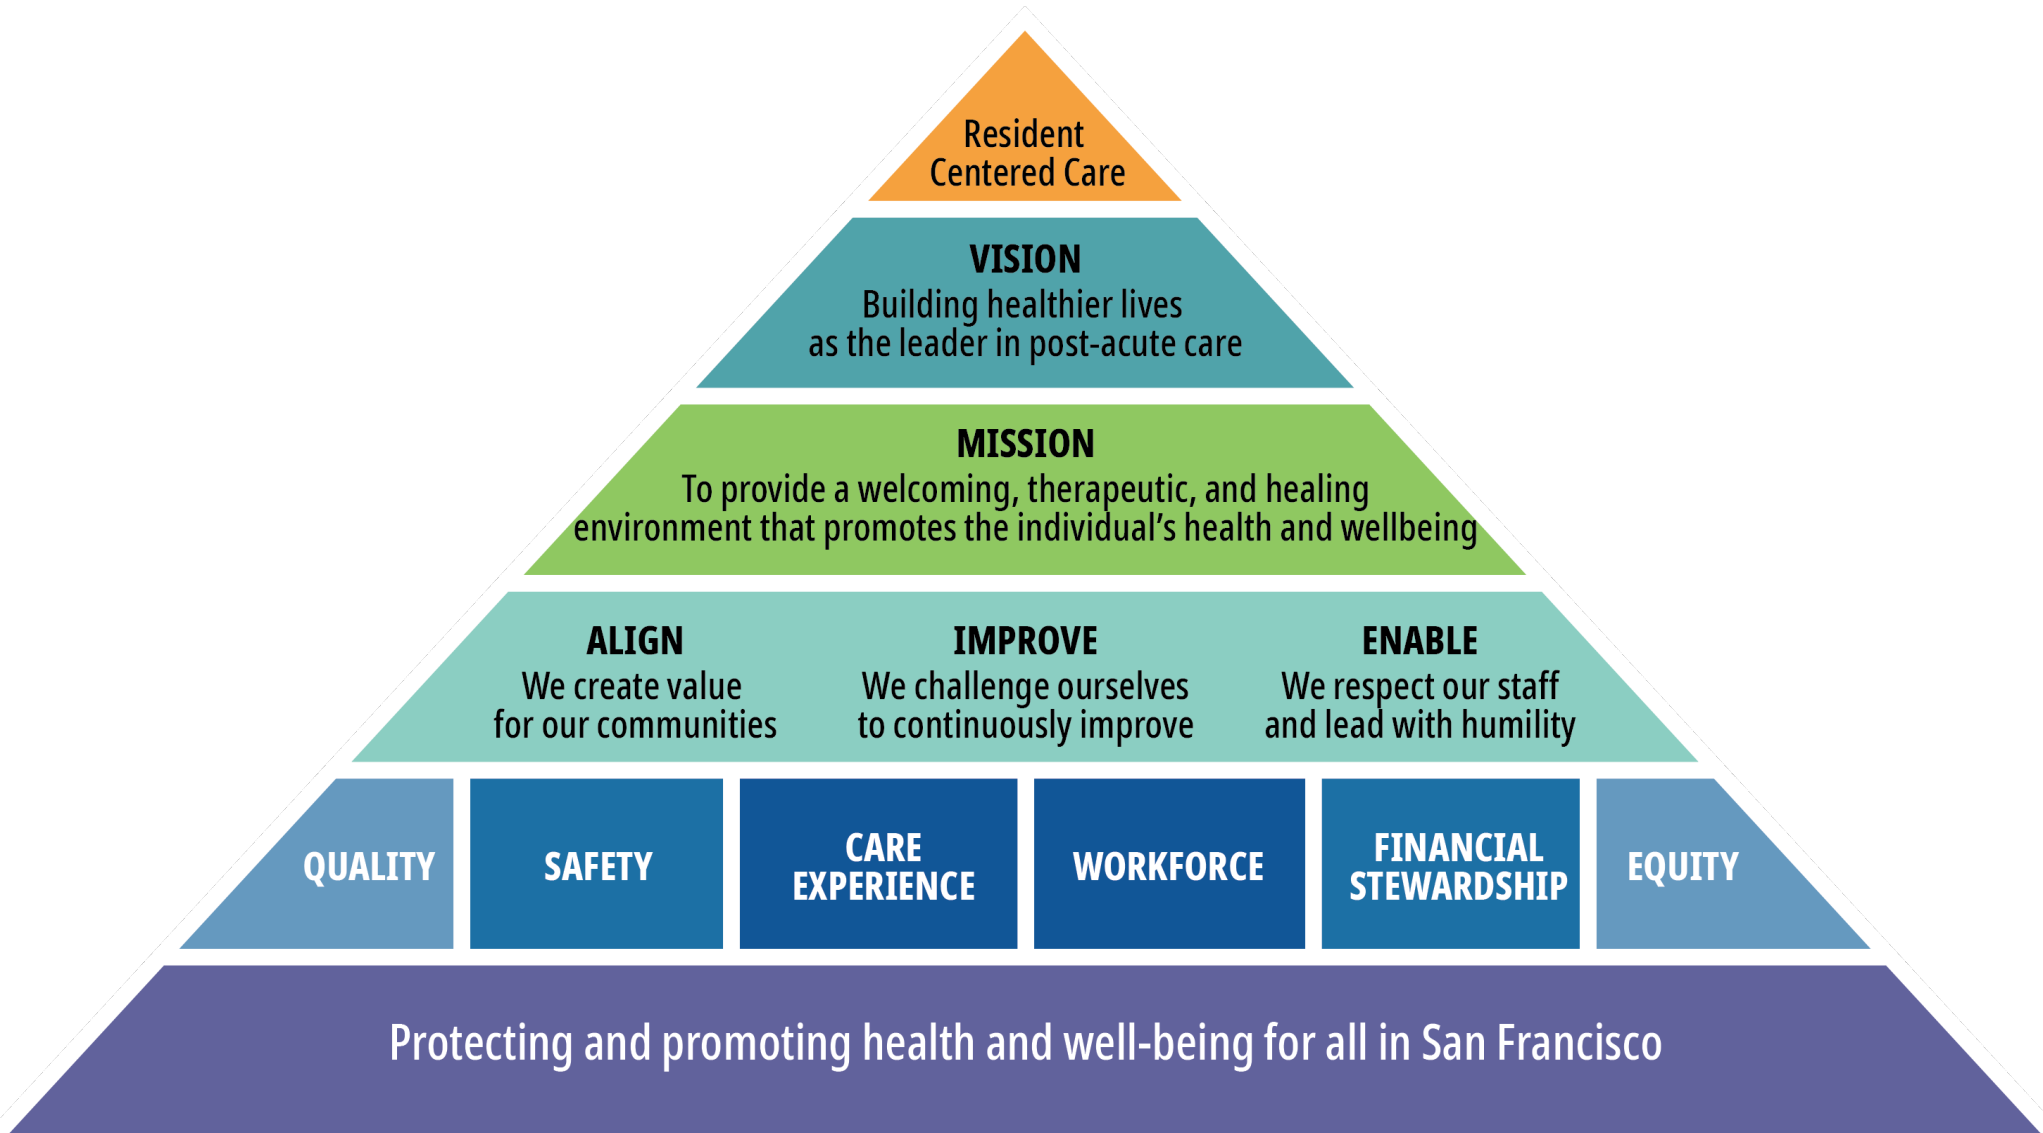 Resident
Centered Care
VISION
Building healthier lives
as the leader in post-acute care
MISSION
To provide a welcoming, therapeutic, and healing
environment that promotes the individual’s health and wellbeing
ALIGN
We create value
for our communities
IMPROVE
We challenge ourselves
to continuously improve
ENABLE
We respect our staff
and lead with humility
QUALITY
SAFETY
CARE
EXPERIENCE
WORKFORCE
FINANCIAL
STEWARDSHIP
EQUITY
Protecting and promoting health and well-being for all in San Francisco